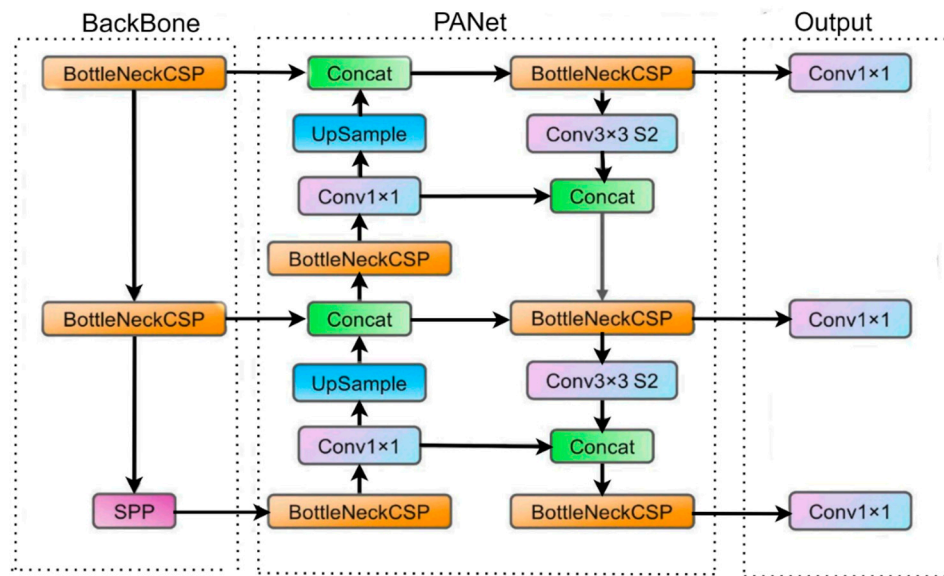 BackBone
PANet
Output
BottleNeckCSP
Concat
BottleNeckCSP
Conv1×1
UpSample
Conv3×3 S2
Conv1×1
Concat
BottleNeckCSP
BottleNeckCSP
Concat
BottleNeckCSP
Conv1×1
UpSample
Conv3×3 S2
Conv1×1
Concat
SPP
BottleNeckCSP
BottleNeckCSP
Conv1×1